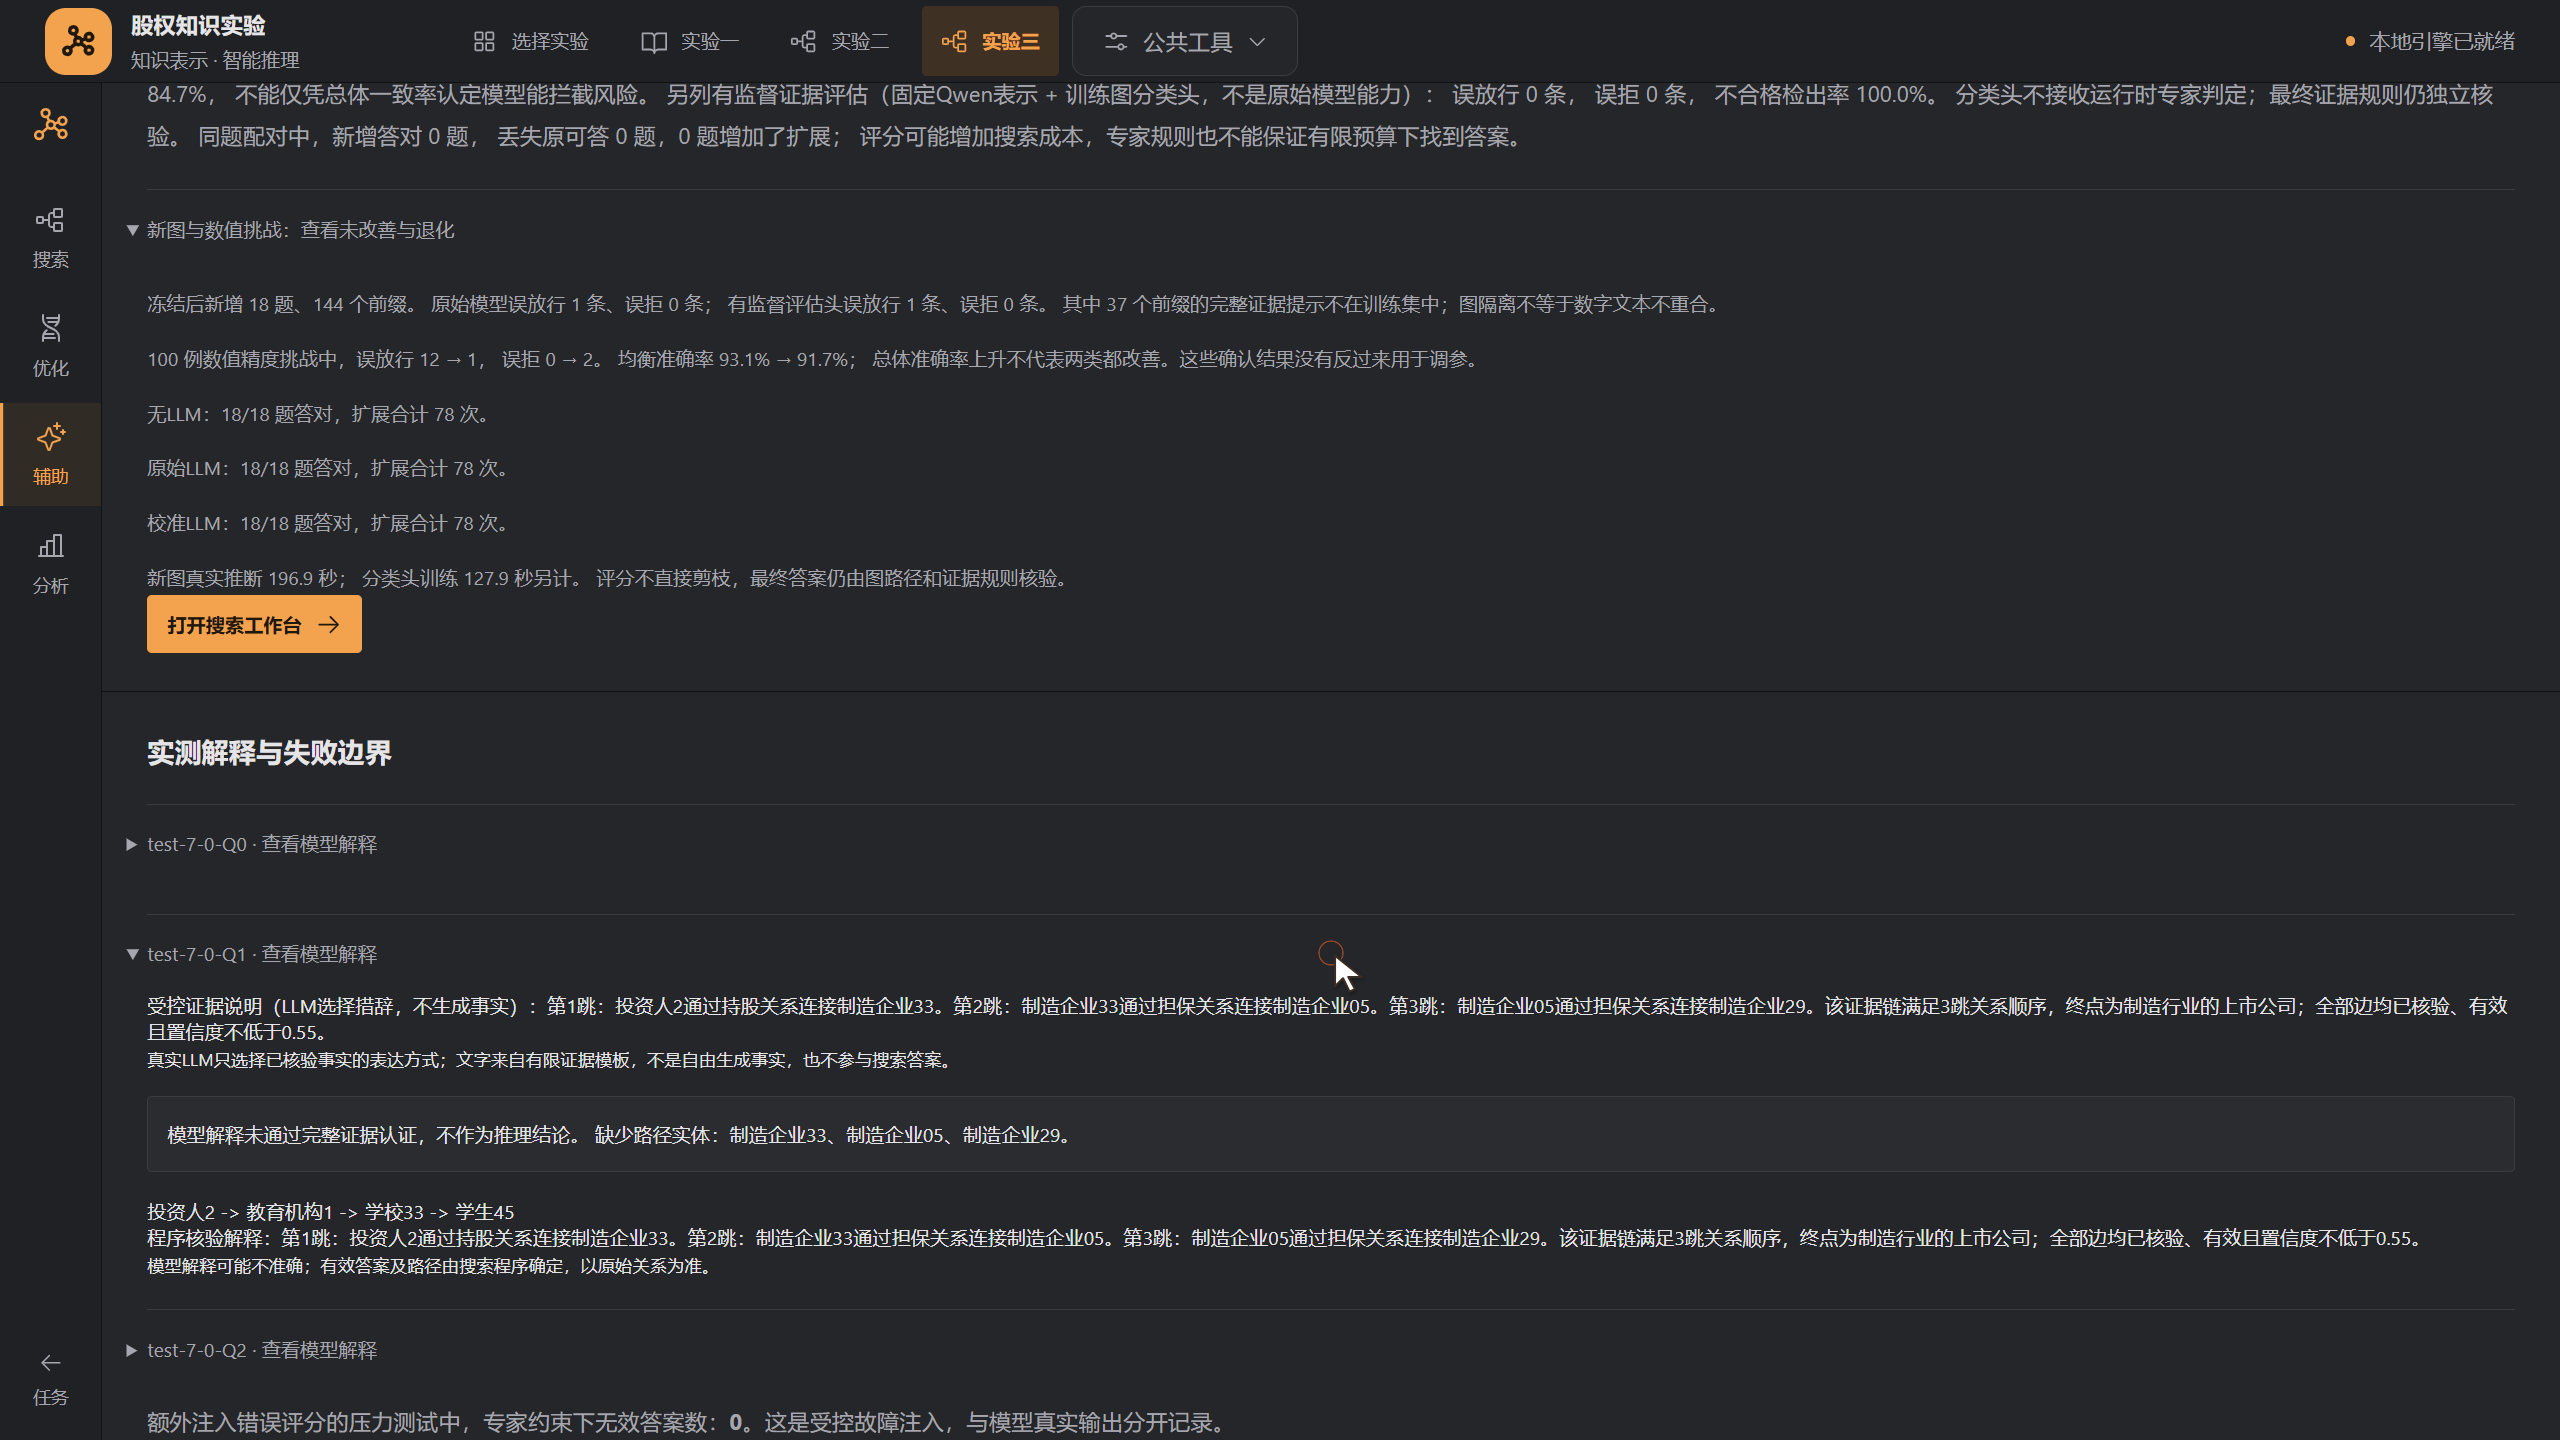 股权知识实验
知识表示 · 智能推理
选择实验
实验一
实验二
实验三
公共工具
本地引擎已就绪
搜索
优化
辅助
分析
任务
84.7%， 不能仅凭总体一致率认定模型能拦截风险。 另列有监督证据评估（固定Qwen表示 + 训练图分类头，不是原始模型能力）： 误放行 0 条， 误拒 0 条， 不合格检出率 100.0%。 分类头不接收运行时专家判定；最终证据规则仍独立核
验。 同题配对中，新增答对 0 题， 丢失原可答 0 题，0 题增加了扩展； 评分可能增加搜索成本，专家规则也不能保证有限预算下找到答案。
新图与数值挑战：查看未改善与退化
冻结后新增 18 题、144 个前缀。 原始模型误放行 1 条、误拒 0 条； 有监督评估头误放行 1 条、误拒 0 条。 其中 37 个前缀的完整证据提示不在训练集中；图隔离不等于数字文本不重合。
100 例数值精度挑战中，误放行 12 → 1， 误拒 0 → 2。 均衡准确率 93.1% → 91.7%； 总体准确率上升不代表两类都改善。这些确认结果没有反过来用于调参。
无LLM：18/18 题答对，扩展合计 78 次。
原始LLM：18/18 题答对，扩展合计 78 次。
校准LLM：18/18 题答对，扩展合计 78 次。
新图真实推断 196.9 秒； 分类头训练 127.9 秒另计。 评分不直接剪枝，最终答案仍由图路径和证据规则核验。
打开搜索工作台
实测解释与失败边界
test-7-0-Q0 · 查看模型解释
test-7-0-Q1 · 查看模型解释
受控证据说明（LLM选择措辞，不生成事实）：第1跳：投资人2通过持股关系连接制造企业33。第2跳：制造企业33通过担保关系连接制造企业05。第3跳：制造企业05通过担保关系连接制造企业29。该证据链满足3跳关系顺序，终点为制造行业的上市公司；全部边均已核验、有效
且置信度不低于0.55。
真实LLM只选择已核验事实的表达方式；文字来自有限证据模板，不是自由生成事实，也不参与搜索答案。
模型解释未通过完整证据认证，不作为推理结论。 缺少路径实体：制造企业33、制造企业05、制造企业29。
投资人2 -> 教育机构1 -> 学校33 -> 学生45
程序核验解释：第1跳：投资人2通过持股关系连接制造企业33。第2跳：制造企业33通过担保关系连接制造企业05。第3跳：制造企业05通过担保关系连接制造企业29。该证据链满足3跳关系顺序，终点为制造行业的上市公司；全部边均已核验、有效且置信度不低于0.55。
模型解释可能不准确；有效答案及路径由搜索程序确定，以原始关系为准。
test-7-0-Q2 · 查看模型解释
额外注入错误评分的压力测试中，专家约束下无效答案数：0。这是受控故障注入，与模型真实输出分开记录。